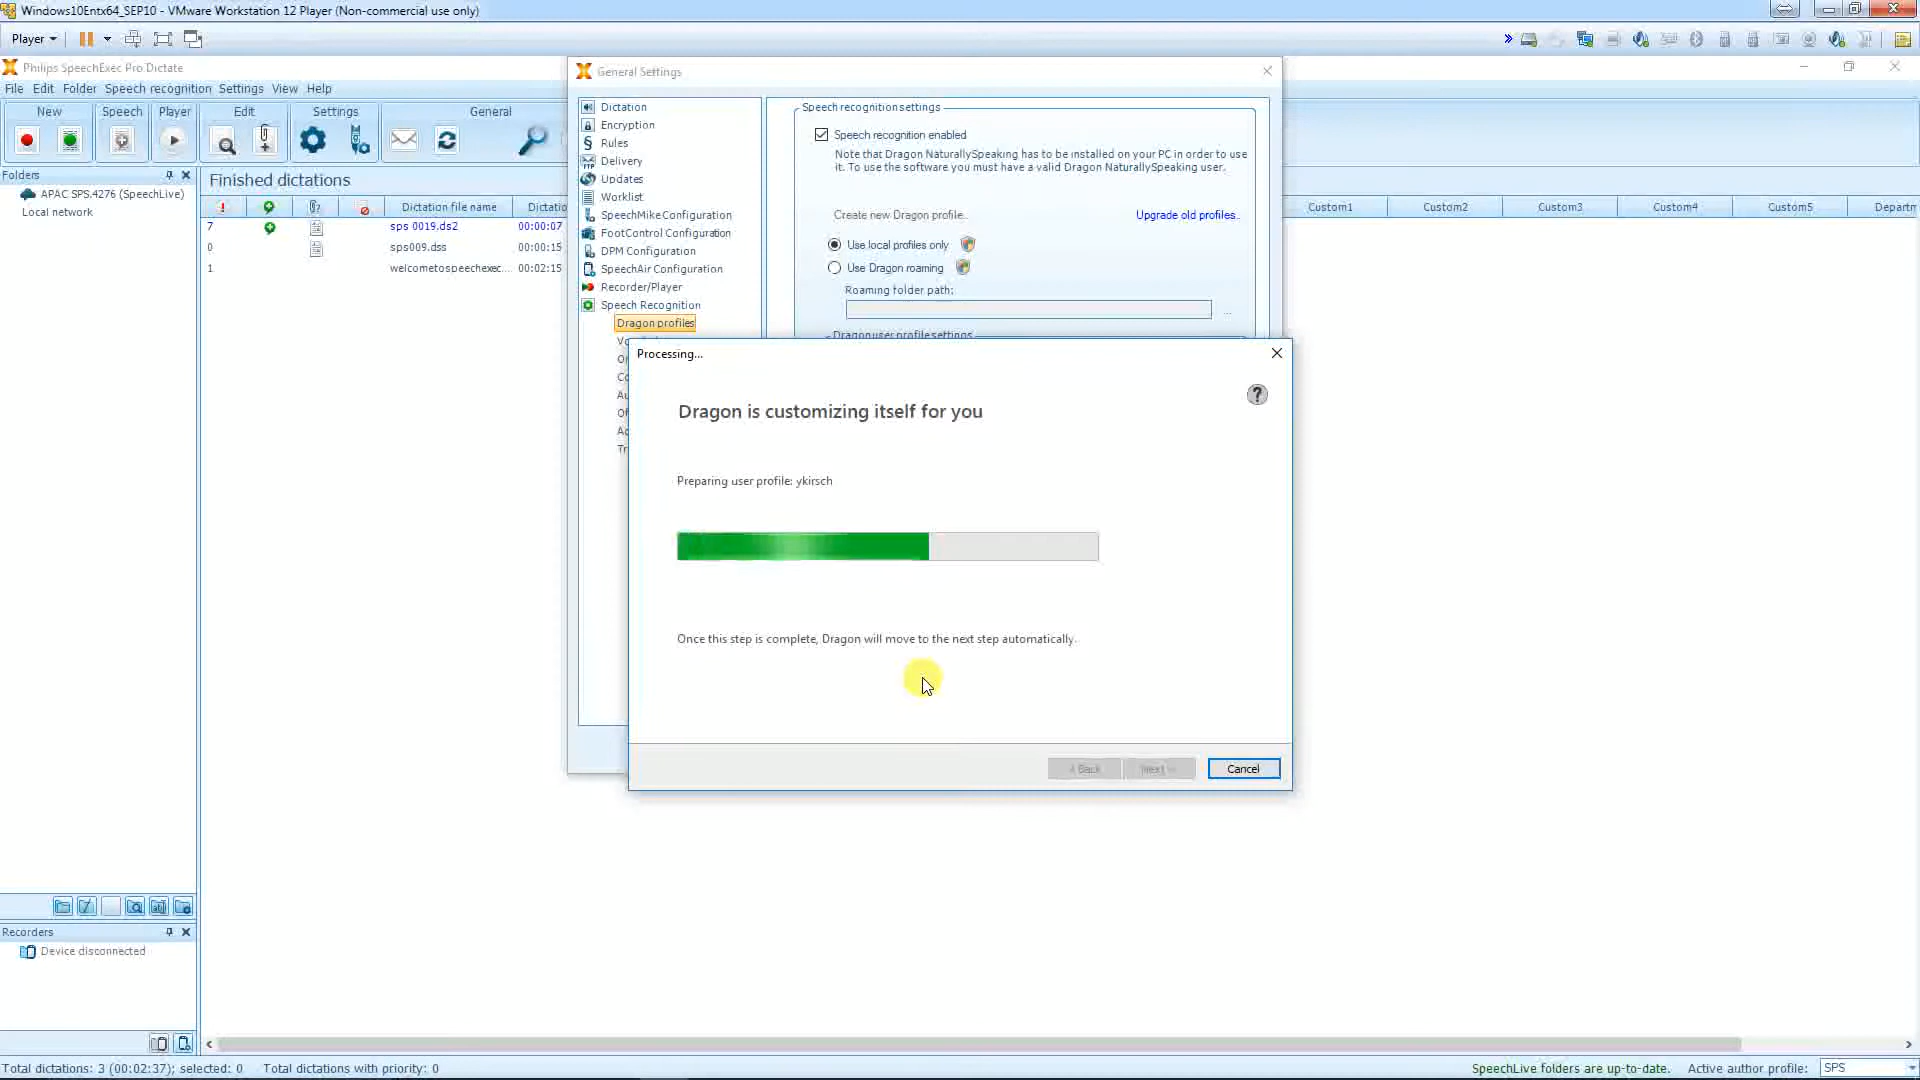 Windows10Entx64_SEP10 - VMware Workstation 12 Player (Non-commercial use only)
Player
Philips SpeechExec Pro Dictate
File Edit Folder Speech recognition Settings View Help
New Speech Player Edit Settings General
Folders
APAC SPS.4276 (SpeechLive)
Local network
Finished dictations
Dictation file name Dictatio Custom1 Custom2 Custom3 Custom4 Custom5 Departm
7 sps 0019.ds2 00:00:07
0 sps009.dss 00:00:15
1 welcometospeechexec... 00:02:15
General Settings
Dictation
Encryption
Rules
Delivery
Updates
Worklist
SpeechMike Configuration
FootControl Configuration
DPM Configuration
SpeechAir Configuration
Recorder/Player
Speech Recognition
Dragon profiles
Speech recognition settings
Speech recognition enabled
Note that Dragon NaturallySpeaking has to be installed on your PC in order to use
it. To use the software you must have a valid Dragon NaturallySpeaking user.
Create new Dragon profile..
Upgrade old profiles..
Use local profiles only
Use Dragon roaming
Roaming folder path:
...
Dragon user profile settings
Processing...
?
Dragon is customizing itself for you
Preparing user profile: ykirsch
Once this step is complete, Dragon will move to the next step automatically.
< Back Next > Cancel
Recorders
Device disconnected
Total dictations: 3 (00:02:37); selected: 0 Total dictations with priority: 0
SpeechLive folders are up-to-date. Active author profile: SPS